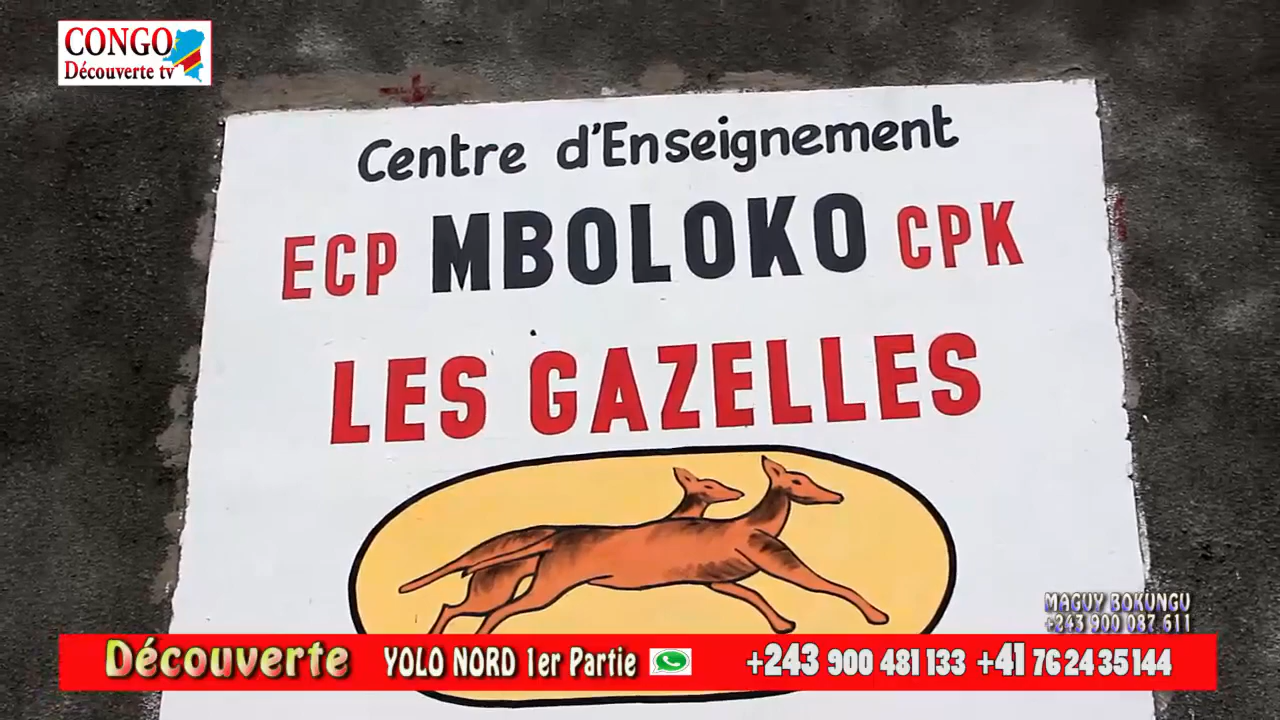 CONGO
Découverte tv
Centre d'Enseignement
ECP MBOLOKO CPK
LES GAZELLES
MAGUY BOKUNGU
+243 900 087 611
Découverte YOLO NORD 1er Partie +243 900 481 133 +41 76 24 35 144